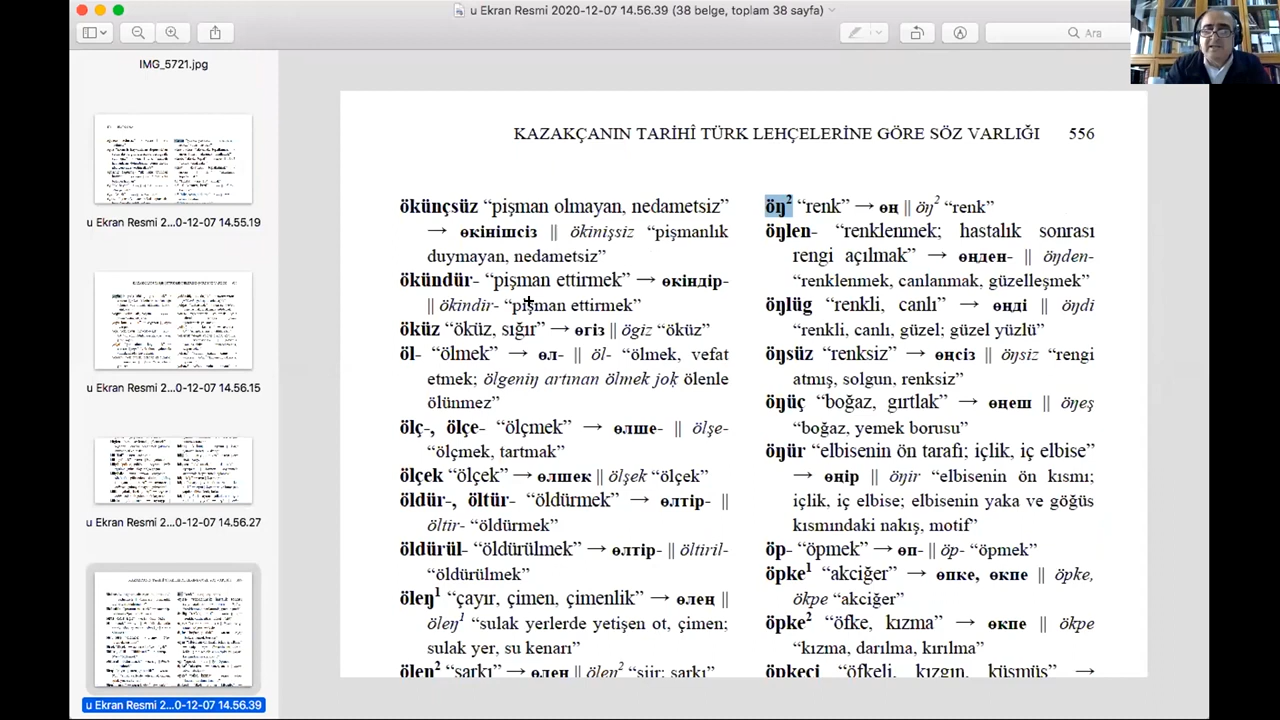 u Ekran Resmi 2020-12-07 14.56.39 (38 belge, toplam 38 sayfa)
Ara
IMG_5721.jpg
u Ekran Resmi 2...0-12-07 14.55.19
u Ekran Resmi 2...0-12-07 14.56.15
u Ekran Resmi 2...0-12-07 14.56.27
u Ekran Resmi 2...0-12-07 14.56.39
KAZAKÇANIN TARİHÎ TÜRK LEHÇELERİNE GÖRE SÖZ VARLIĞI 556
ökünçsüz “pişman olmayan, nedametsiz”
→ өкінішсіз || ökinişsiz “pişmanlık
duymayan, nedametsiz”
ökündür- “pişman ettirmek” → өкіндір-
|| ökindir- “pişman ettirmek”
öküz “öküz, sığır” → өгіз || ögiz “öküz”
öl- “ölmek” → өл- || öl- “ölmek, vefat
etmek; ölgeniŋ artınan ölmek joḳ ölenle
ölünmez”
ölç-, ölçe- “ölçmek” → өлше- || ölşe-
“ölçmek, tartmak”
ölçek “ölçek” → өлшек || ölşek “ölçek”
öldür-, öltür- “öldürmek” → өлтір- ||
öltir- “öldürmek”
öldürül- “öldürülmek” → өлтір- || öltiril-
“öldürülmek”
öleŋ¹ “çayır, çimen, çimenlik” → өлең ||
öleŋ¹ “sulak yerlerde yetişen ot, çimen;
sulak yer, su kenarı”
öleŋ² “şarkı” → өлең || öleŋ² “şiir; şarkı”
öŋ² “renk” → өң || öŋ² “renk”
öŋlen- “renklenmek; hastalık sonrası
rengi açılmak” → өңден- || öŋden-
“renklenmek, canlanmak, güzelleşmek”
öŋlüg “renkli, canlı” → өңді || öŋdi
“renkli, canlı, güzel; güzel yüzlü”
öŋsüz “renksiz” → өңсіз || öŋsiz “rengi
atmış, solgun, renksiz”
öŋüç “boğaz, gırtlak” → өңеш || öŋeş
“boğaz, yemek borusu”
öŋür “elbisenin ön tarafı; içlik, iç elbise”
→ өңір || öŋir “elbisenin ön kısmı;
içlik, iç elbise; elbisenin yaka ve göğüs
kısmındaki nakış, motif”
öp- “öpmek” → өп- || öp- “öpmek”
öpke¹ “akciğer” → өпке, өкпе || öpke,
ökpe “akciğer”
öpke² “öfke, kızma” → өкпе || ökpe
“kızma, darılma, kırılma”
öpkeçi “öfkeli, kızgın, küsmüş” →